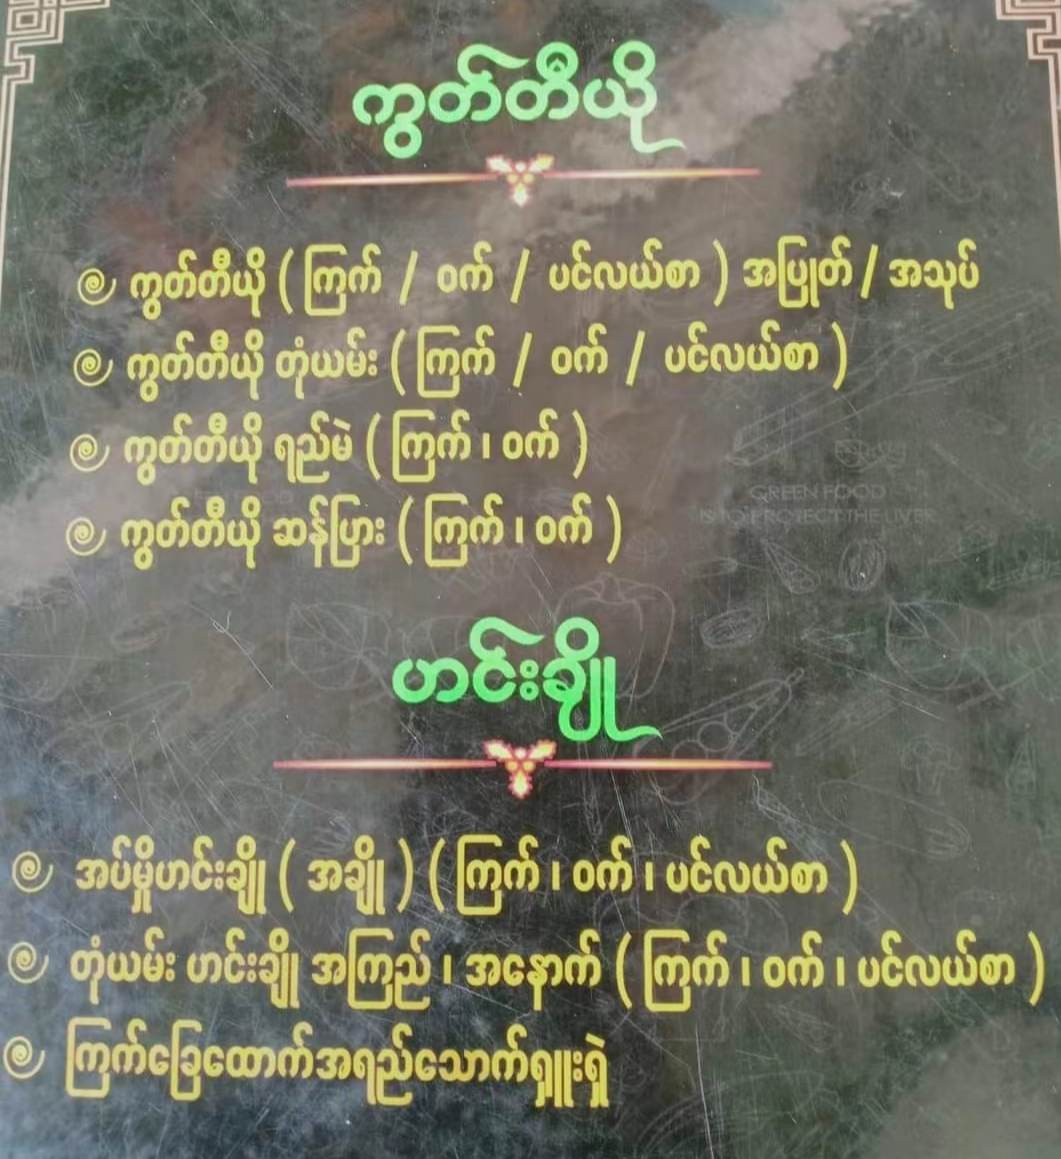 ကွတ်တီယို
ကွတ်တီယို ( ကြက် / ဝက် / ပင်လယ်စာ ) အပြုတ် / အသုပ်
ကွတ်တီယို တုံယမ်း ( ကြက် / ဝက် / ပင်လယ်စာ )
ကွတ်တီယို ရည်မဲ ( ကြက် ၊ ဝက် )
ကွတ်တီယို ဆန်ပြား ( ကြက် ၊ ဝက် )
GREEN FOOD
IS TO PROTECT THE LIVER
ဟင်းချို
အပ်မှိုဟင်းချို ( အချို ) ( ကြက် ၊ ဝက် ၊ ပင်လယ်စာ )
တုံယမ်း ဟင်းချို အကြည် ၊ အနောက် ( ကြက် ၊ ဝက် ၊ ပင်လယ်စာ )
ကြက်ခြေထောက်အရည်သောက်ရှူးရှဲ